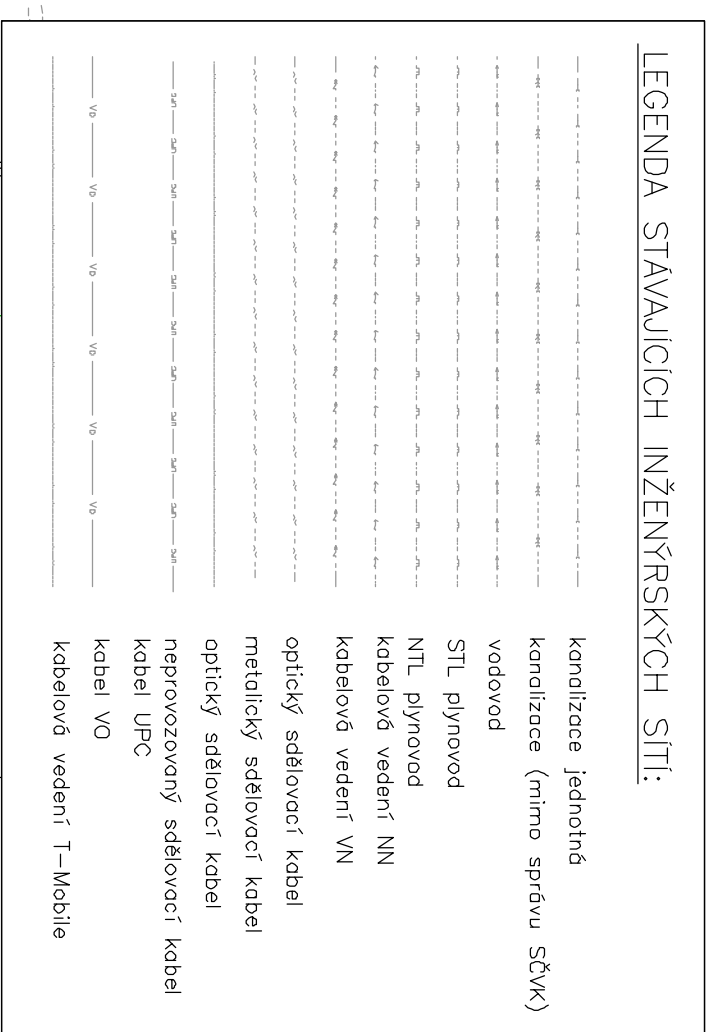 LEGENDA STÁVAJÍCÍCH INŽENÝRSKÝCH SÍTÍ:
kanalizace jednotná
kanalizace (mimo správu SČVK)
vodovod
STL plynovod
NTL plynovod
kabelová vedení NN
kabelová vedení VN
optický sdělovací kabel
metalický sdělovací kabel
optický sdělovací kabel
neprovozovaný sdělovací kabel
kabel UPC
kabel VO
kabelová vedení T-Mobile